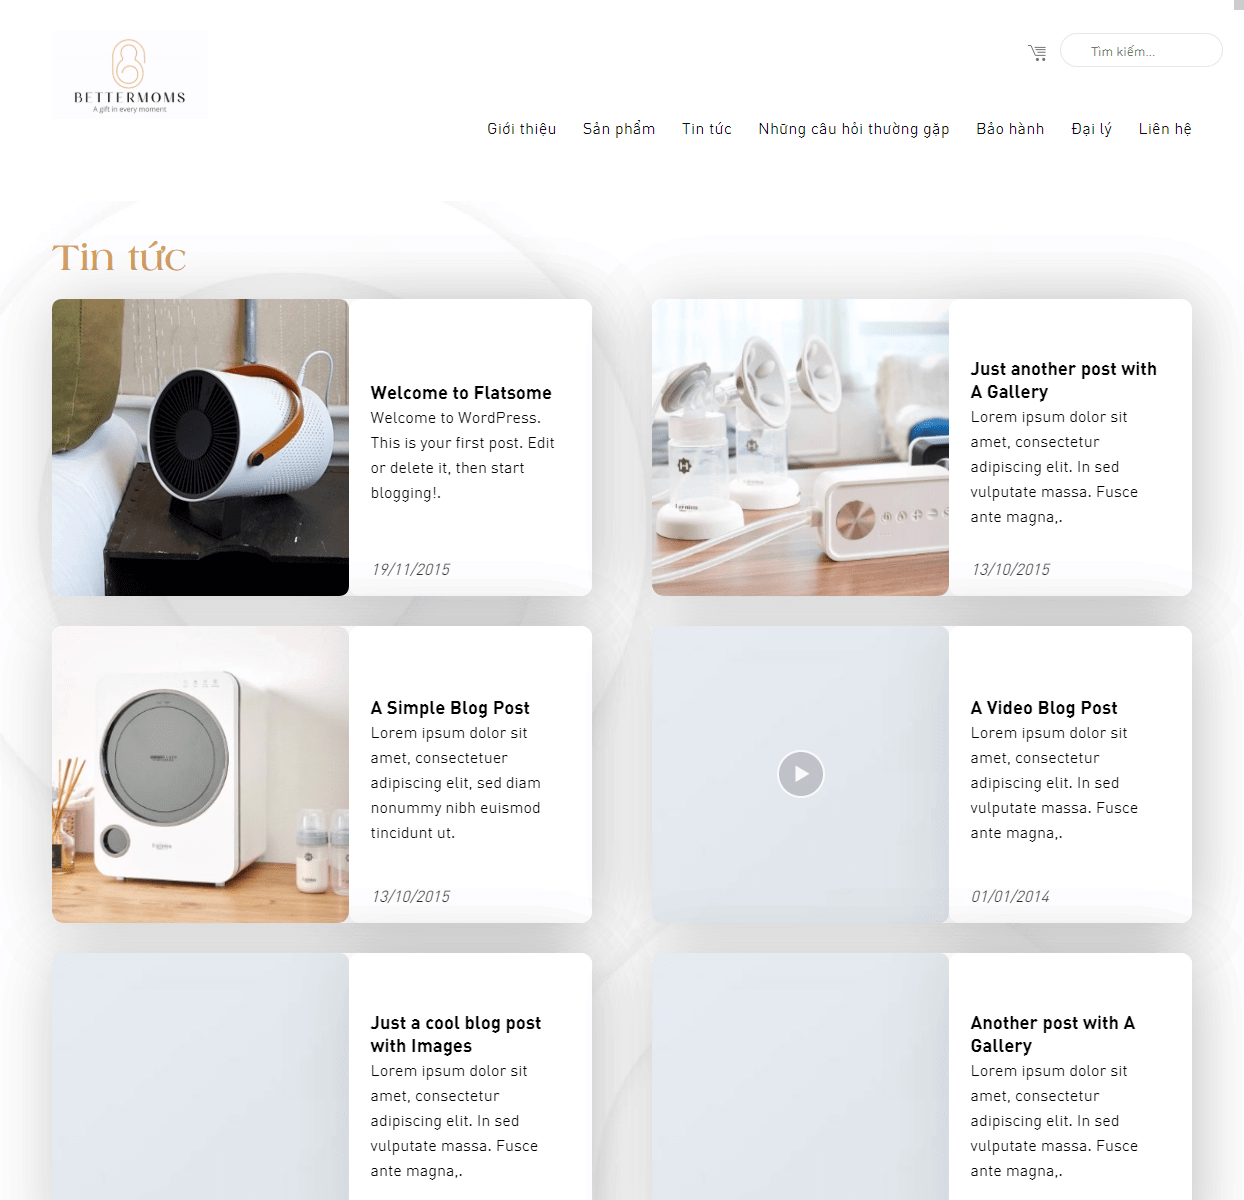 BETTERMOMS
A gift in every moment
Tìm kiếm...
Giới thiệu
Sản phẩm
Tin tức
Những câu hỏi thường gặp
Bảo hành
Đại lý
Liên hệ
Tin tức
Welcome to Flatsome
Welcome to WordPress.
This is your first post. Edit
or delete it, then start
blogging!.
19/11/2015
Just another post with
A Gallery
Lorem ipsum dolor sit
amet, consectetur
adipiscing elit. In sed
vulputate massa. Fusce
ante magna,.
13/10/2015
A Simple Blog Post
Lorem ipsum dolor sit
amet, consectetuer
adipiscing elit, sed diam
nonummy nibh euismod
tincidunt ut.
13/10/2015
A Video Blog Post
Lorem ipsum dolor sit
amet, consectetur
adipiscing elit. In sed
vulputate massa. Fusce
ante magna,.
01/01/2014
Just a cool blog post
with Images
Lorem ipsum dolor sit
amet, consectetur
adipiscing elit. In sed
vulputate massa. Fusce
ante magna,.
Another post with A
Gallery
Lorem ipsum dolor sit
amet, consectetur
adipiscing elit. In sed
vulputate massa. Fusce
ante magna,.